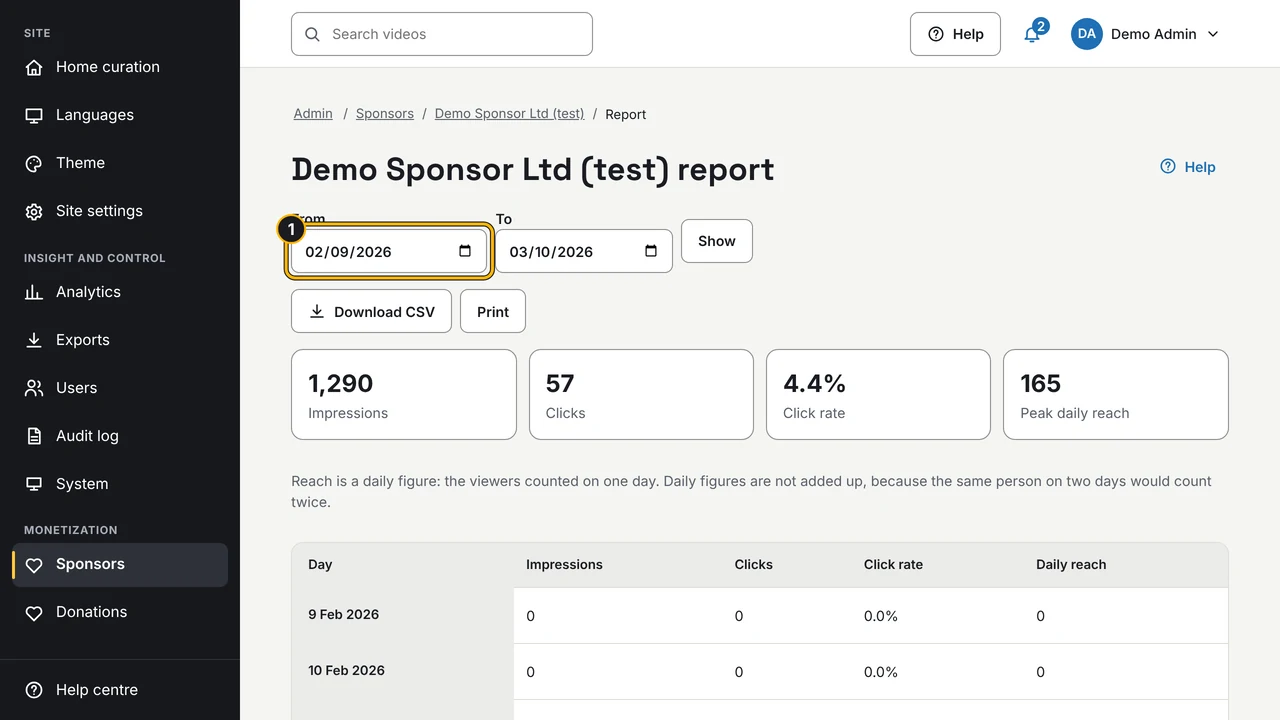 SITE
Home curation
Languages
Theme
Site settings
INSIGHT AND CONTROL
Analytics
Exports
Users
Audit log
System
MONETIZATION
Sponsors
Donations
Help centre
Search videos
Help
2
DA
Demo Admin
Admin / Sponsors / Demo Sponsor Ltd (test) / Report
Demo Sponsor Ltd (test) report
Help
From
To
1
02/09/2026
03/10/2026
Show
Download CSV
Print
1,290
Impressions
57
Clicks
4.4%
Click rate
165
Peak daily reach
Reach is a daily figure: the viewers counted on one day. Daily figures are not added up, because the same person on two days would count
twice.
Day Impressions Clicks Click rate Daily reach
9 Feb 2026 0 0 0.0% 0
10 Feb 2026 0 0 0.0% 0